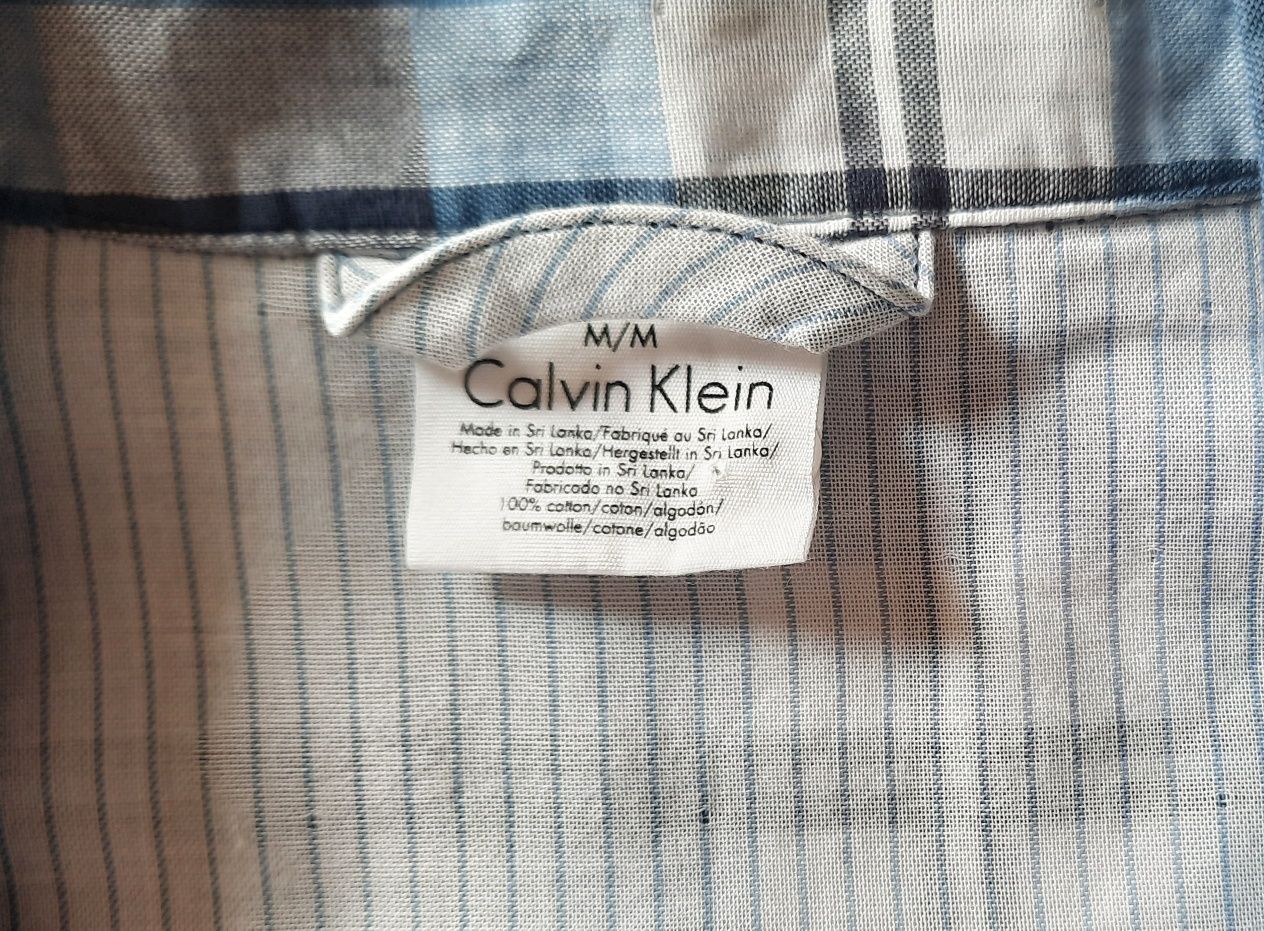 M/M
Calvin Klein
Made in Sri Lanka/Fabriqué au Sri Lanka/
Hecho en Sri Lanka/Hergestellt in Sri Lanka/
Prodotto in Sri Lanka/
Fabricado no Sri Lanka
100% cotton/coton/algodón/
baumwolle/cotone/algodão